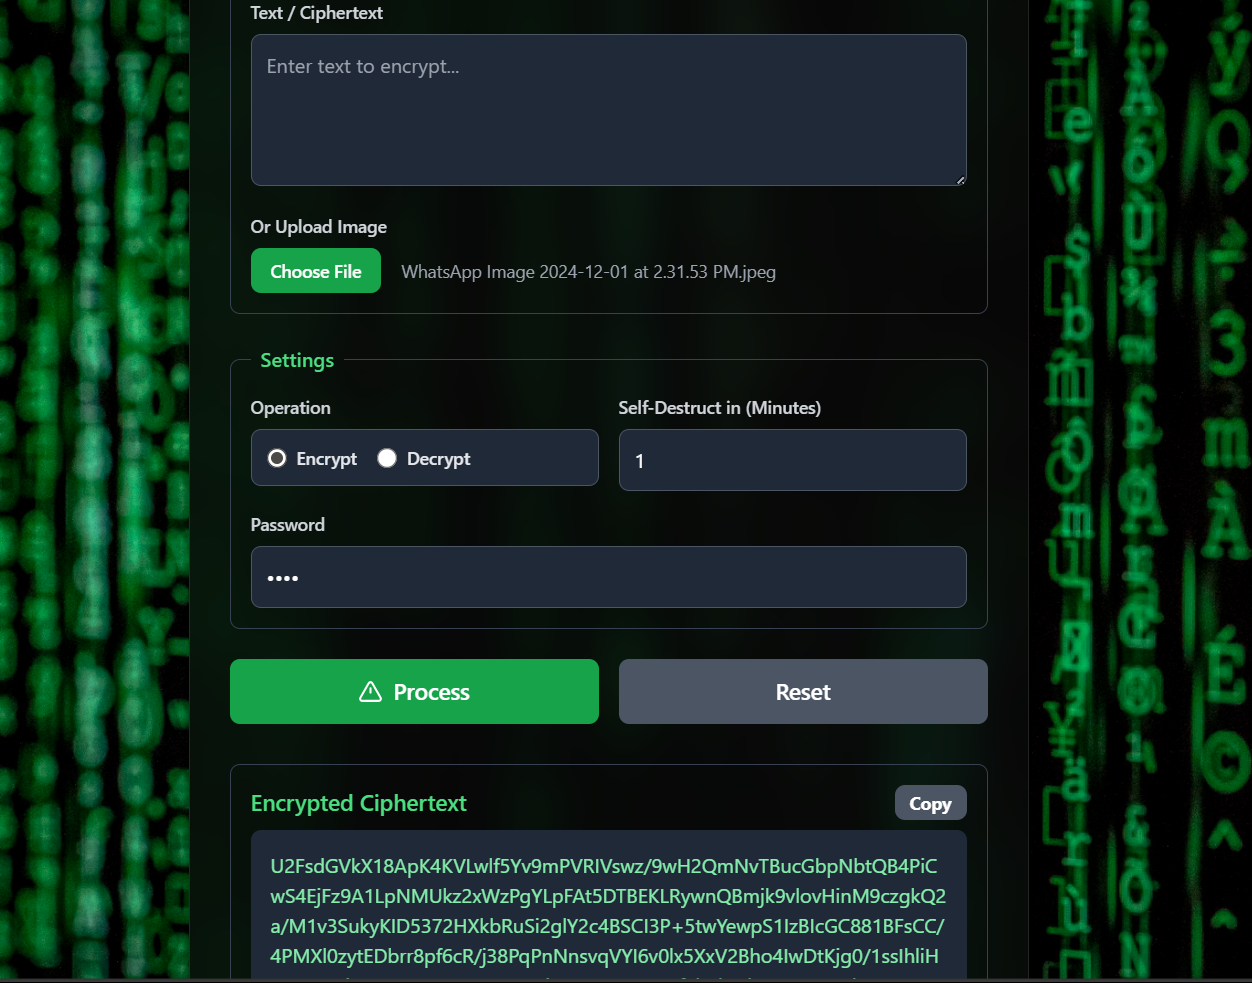 Text / Ciphertext
Enter text to encrypt...
Or Upload Image
Choose File WhatsApp Image 2024-12-01 at 2.31.53 PM.jpeg
Settings
Operation
Self-Destruct in (Minutes)
Encrypt Decrypt
1
Password
••••
Process
Reset
Encrypted Ciphertext
Copy
U2FsdGVkX18ApK4KVLwlf5Yv9mPVRIVswz/9wH2QmNvTBucGbpNbtQB4PiC
wS4EjFz9A1LpNMUkz2xWzPgYLpFAt5DTBEKLRywnQBmjk9vlovHinM9czgkQ2
a/M1v3SukyKID5372HXkbRuSi2glY2c4BSCI3P+5twYewpS1IzBIcGC881BFsCC/
4PMXl0zytEDbrr8pf6cR/j38PqPnNnsvqVYI6v0lx5XxV2Bho4IwDtKjg0/1ssIhliH